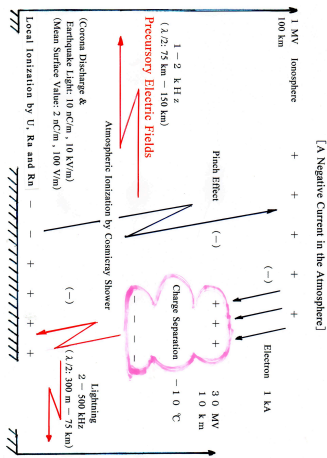 [A Negative Current in the Atmosphere]
1 MV Ionosphere
100 km
+ + + + +
(−)
Electron 1 kA
Pinch Effect
(−)
+ + +
30 MV
10 km
Charge Separation
−10 ℃
− − − −
1−2 kHz
(λ/2: 75 km − 150 km)
Precursory Electric Fields
Atmospheric Ionization by Cosmicray Shower
Lightning
2 − 500 kHz
(λ/2: 300 m − 75 km)
(Corona Discharge &
Earthquake Light: 10 nC/m, 10 kV/m)
(Mean Surface Value: 2 nC/m, 100 V/m)
(−)
Local Ionization by U, Ra and Rn
− − + + + + +